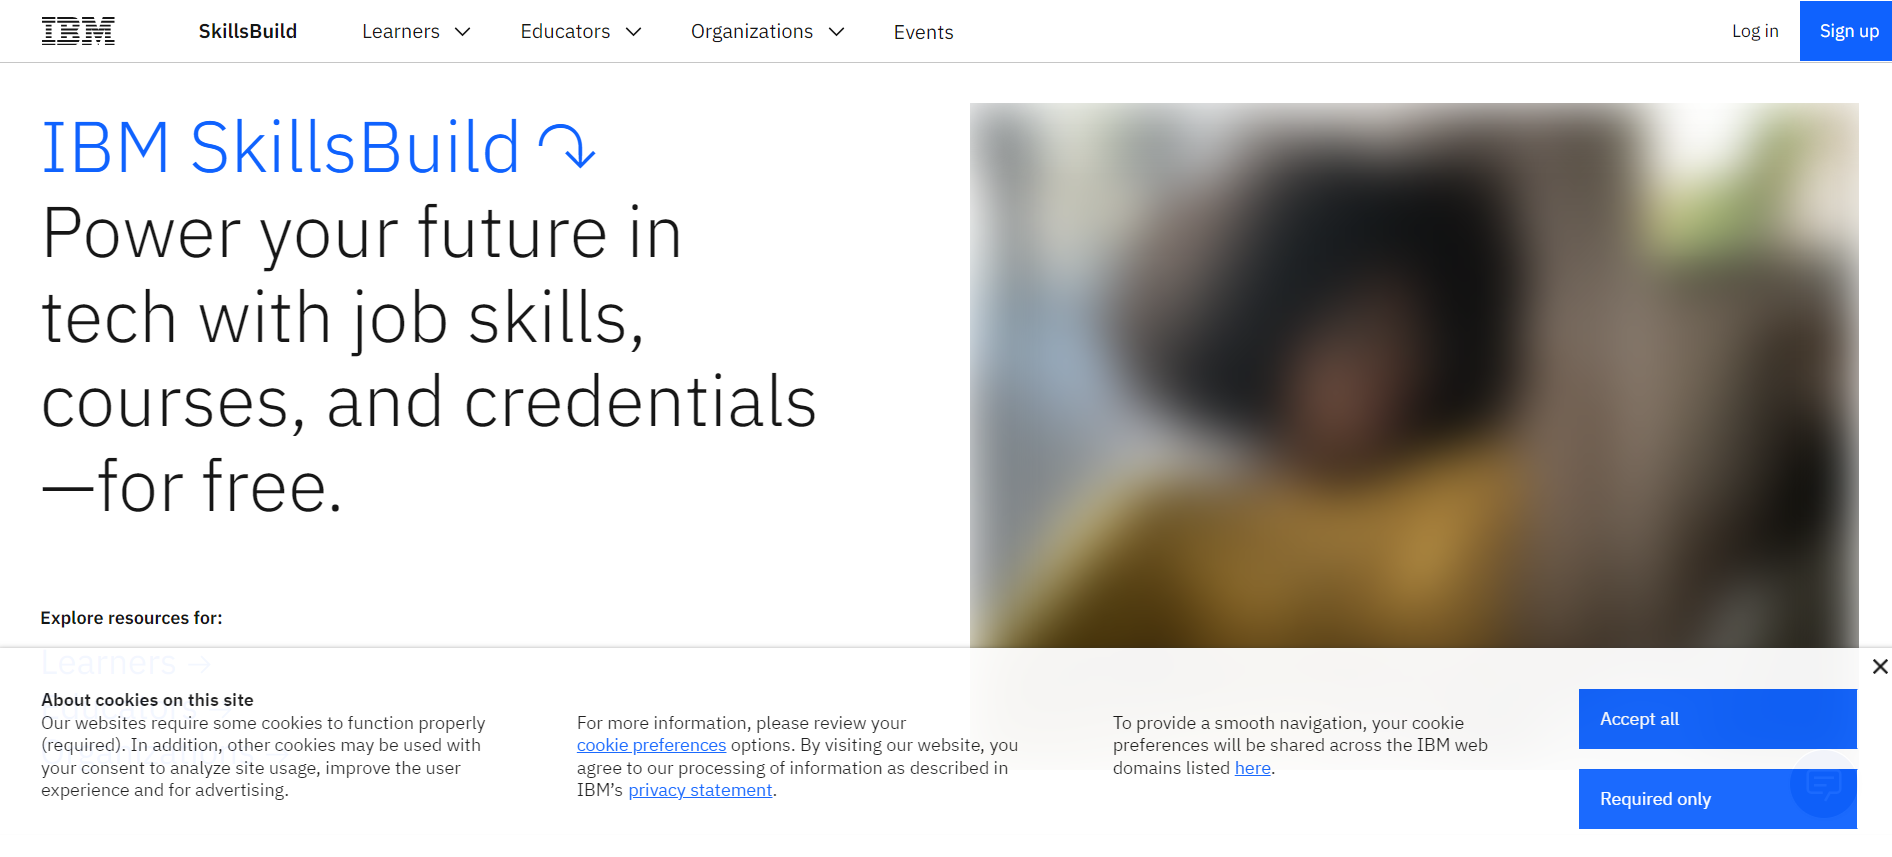 IBM
SkillsBuild
Learners
Educators
Organizations
Events
Log in
Sign up
IBM SkillsBuild
Power your future in
tech with job skills,
courses, and credentials
—for free.
Explore resources for:
Learners →
About cookies on this site
Our websites require some cookies to function properly
(required). In addition, other cookies may be used with
your consent to analyze site usage, improve the user
experience and for advertising.
For more information, please review your
cookie preferences options. By visiting our website, you
agree to our processing of information as described in
IBM’s privacy statement.
To provide a smooth navigation, your cookie
preferences will be shared across the IBM web
domains listed here.
Accept all
Required only